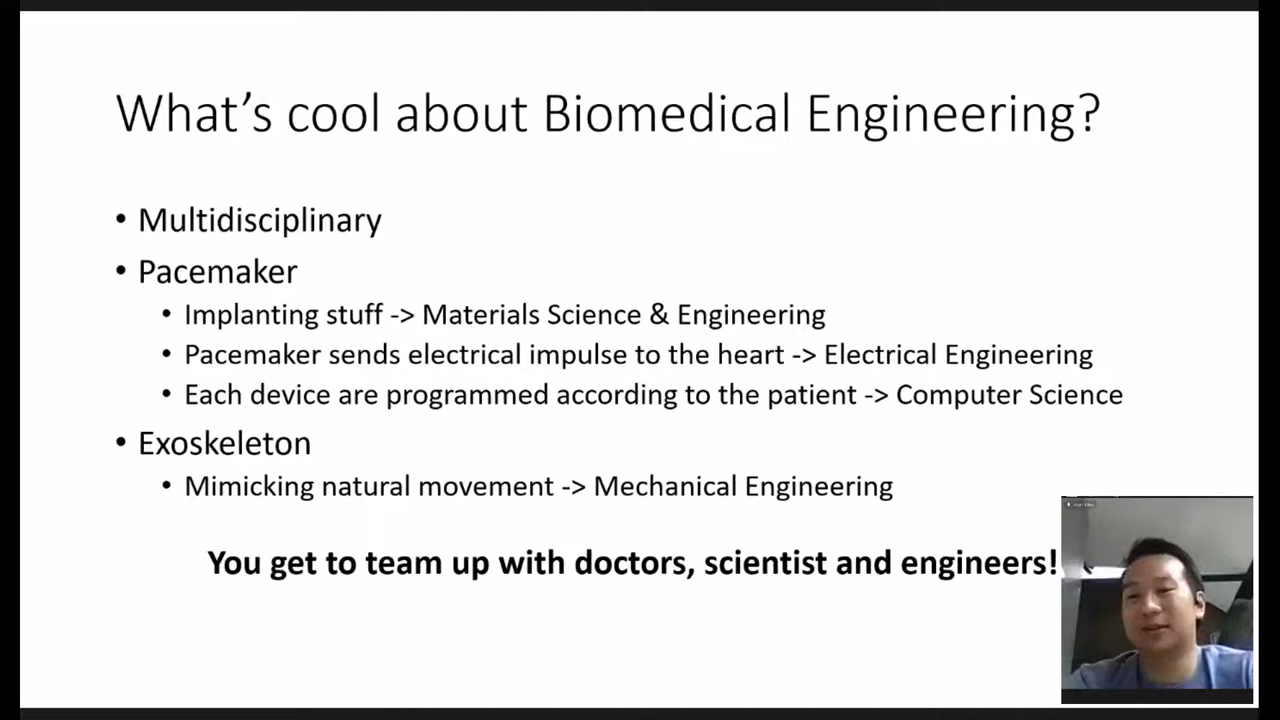 What’s cool about Biomedical Engineering?
• Multidisciplinary
• Pacemaker
• Implanting stuff -> Materials Science & Engineering
• Pacemaker sends electrical impulse to the heart -> Electrical Engineering
• Each device are programmed according to the patient -> Computer Science
• Exoskeleton
• Mimicking natural movement -> Mechanical Engineering
You get to team up with doctors, scientist and engineers!